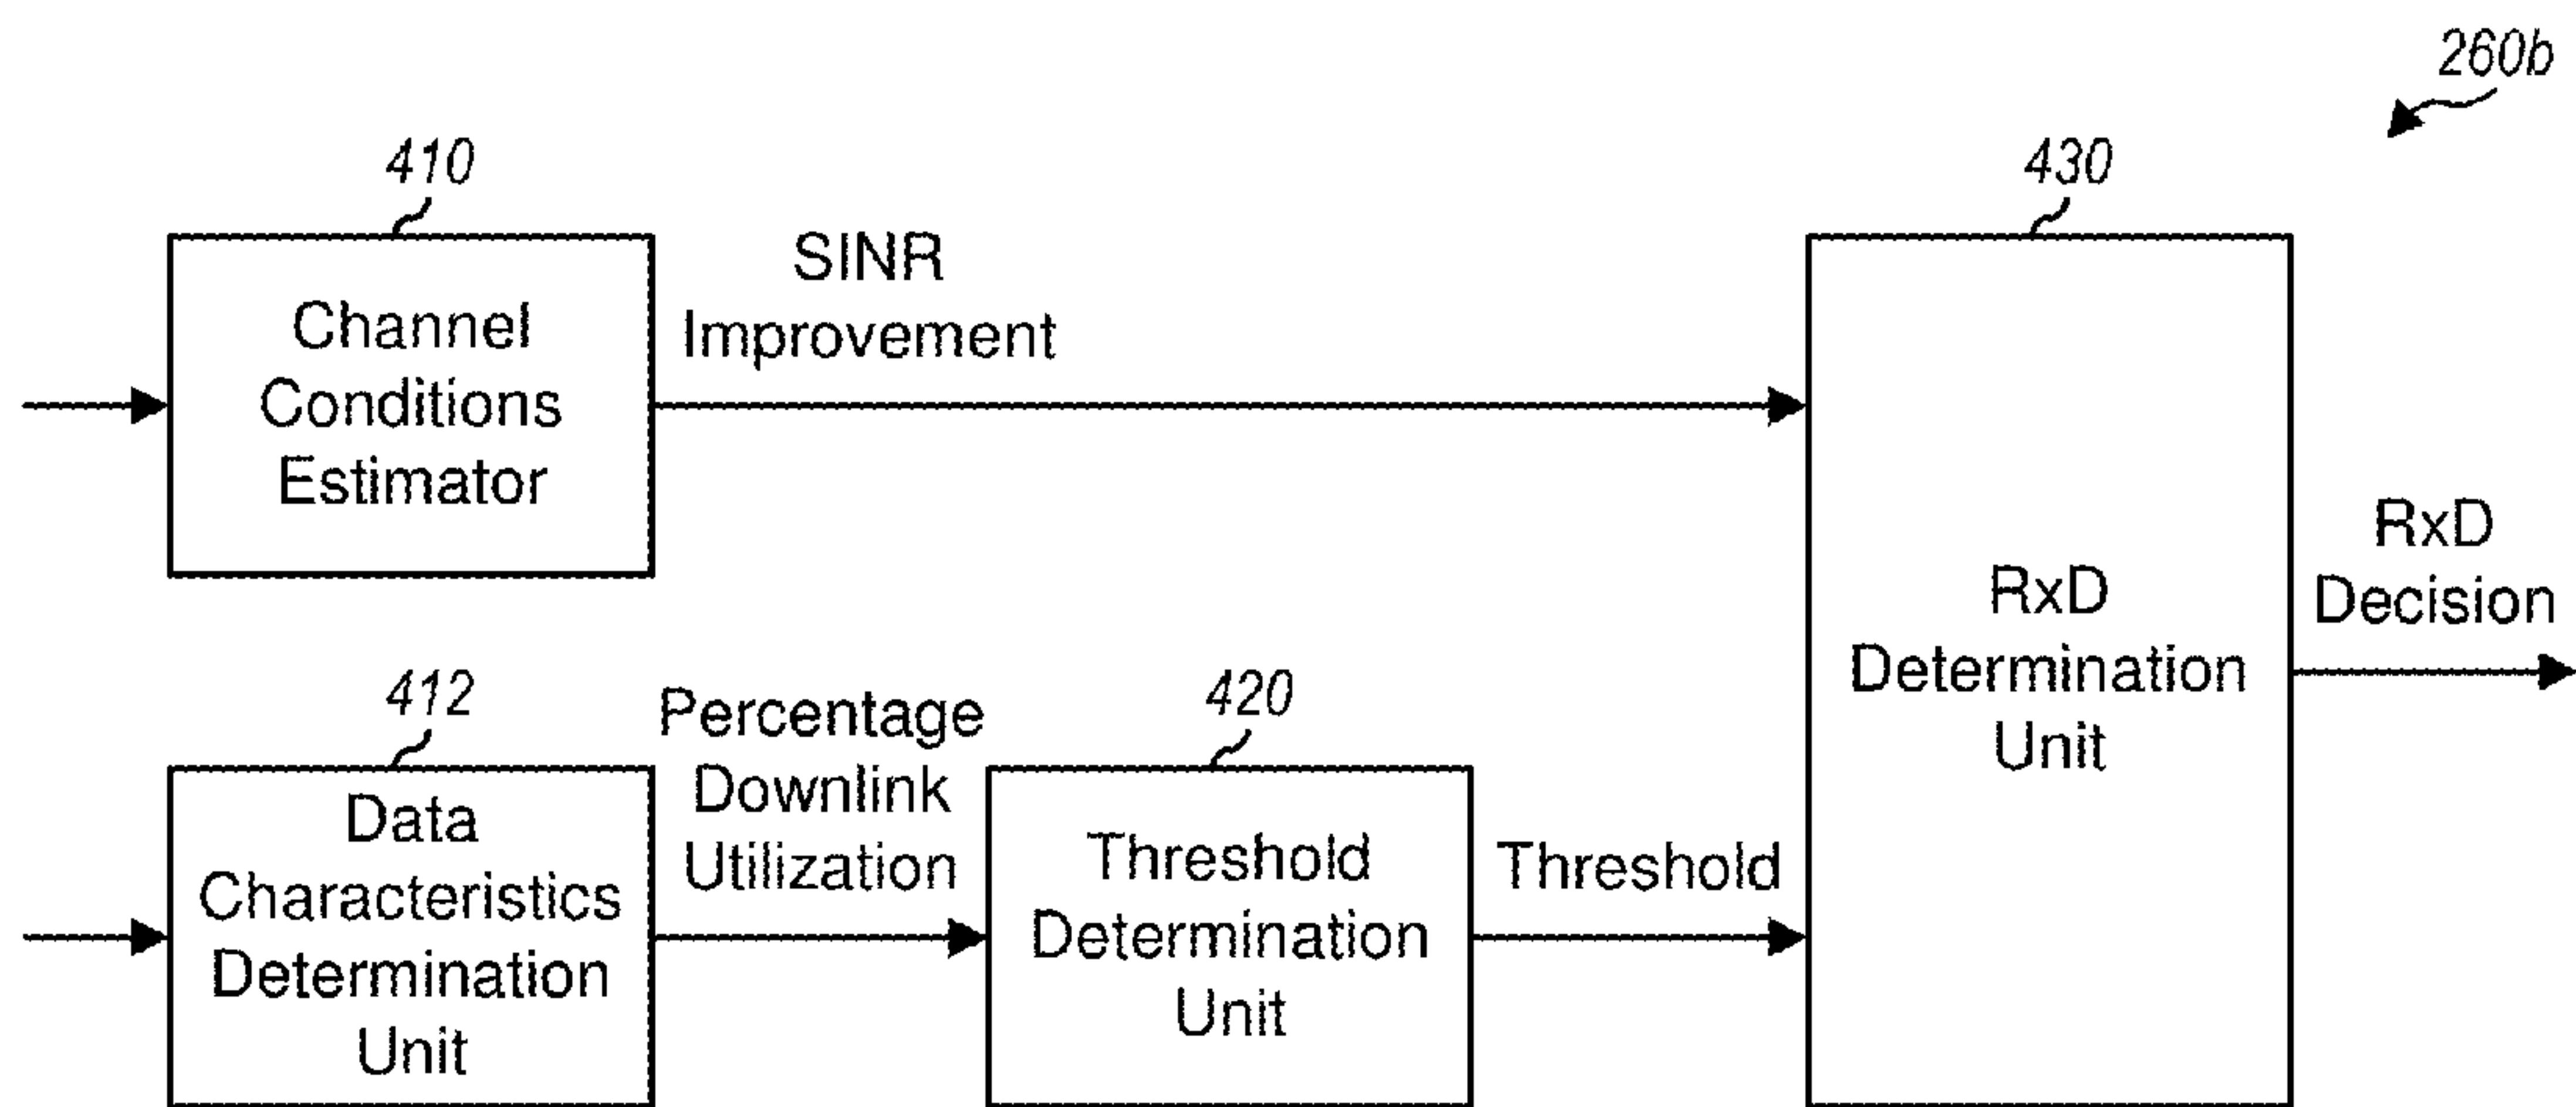 260b
410
Channel
Conditions
Estimator
SINR
Improvement
430
RxD
Determination
Unit
RxD
Decision
412
Data
Characteristics
Determination
Unit
Percentage
Downlink
Utilization
420
Threshold
Determination
Unit
Threshold